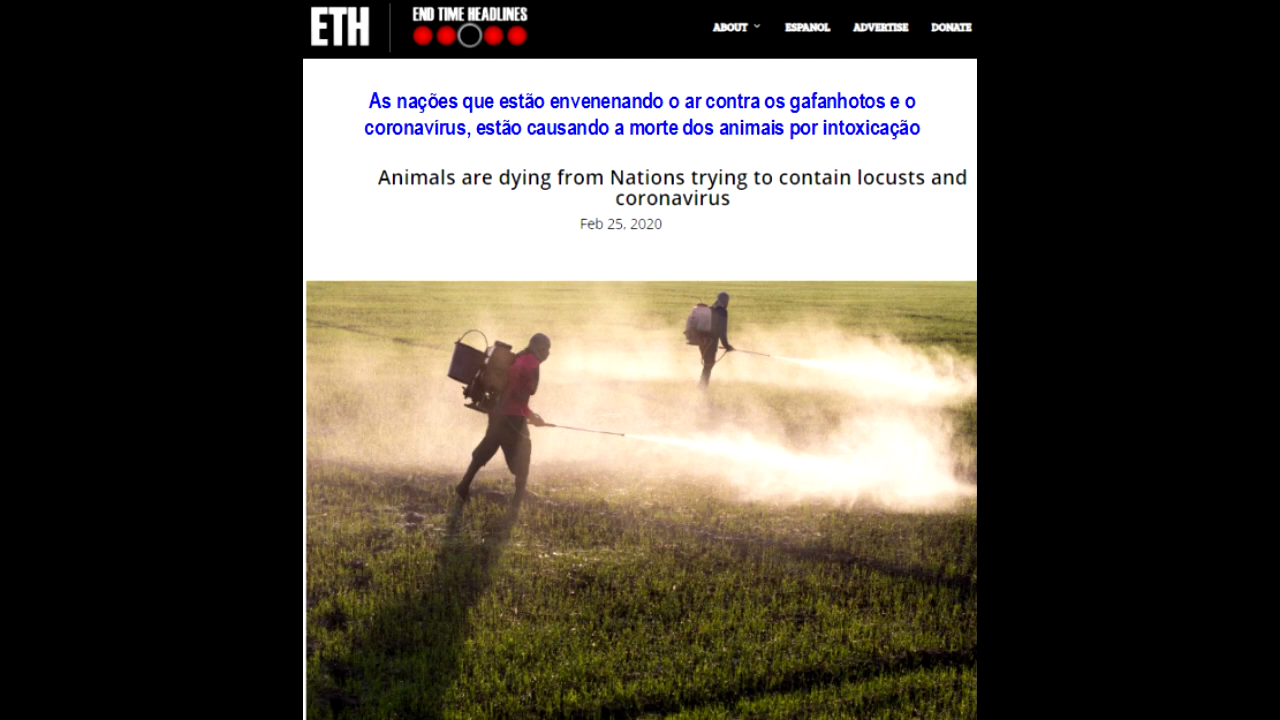 ETH
END TIME HEADLINES
ABOUT
ESPANOL
ADVERTISE
DONATE
As nações que estão envenenando o ar contra os gafanhotos e o
coronavírus, estão causando a morte dos animais por intoxicação
Animals are dying from Nations trying to contain locusts and
coronavirus
Feb 25, 2020